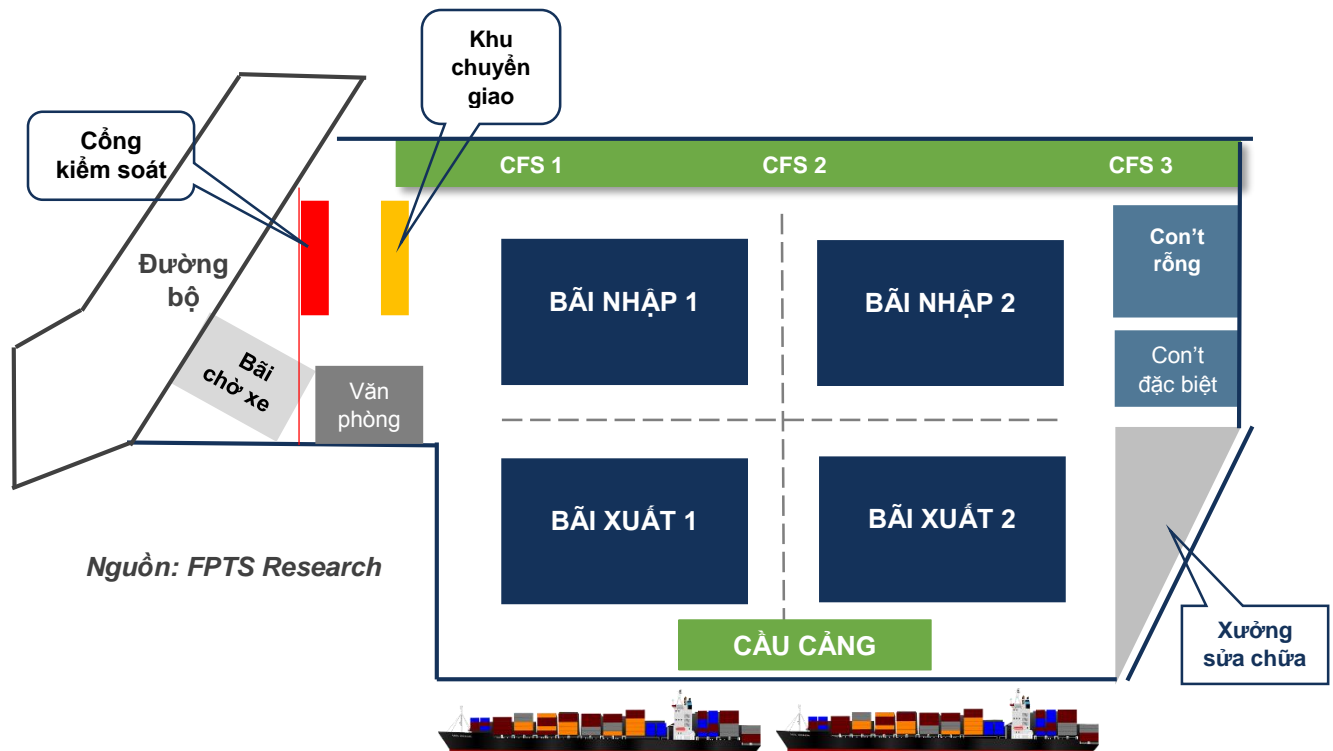 Khu
chuyển
giao
Cổng
kiểm soát
CFS 1
CFS 2
CFS 3
Đường
bộ
Con't
rỗng
BÃI NHẬP 1
BÃI NHẬP 2
Bãi
chờ xe
Văn
phòng
Con't
đặc biệt
BÃI XUẤT 1
BÃI XUẤT 2
Nguồn: FPTS Research
CẦU CẢNG
Xưởng
sửa chữa